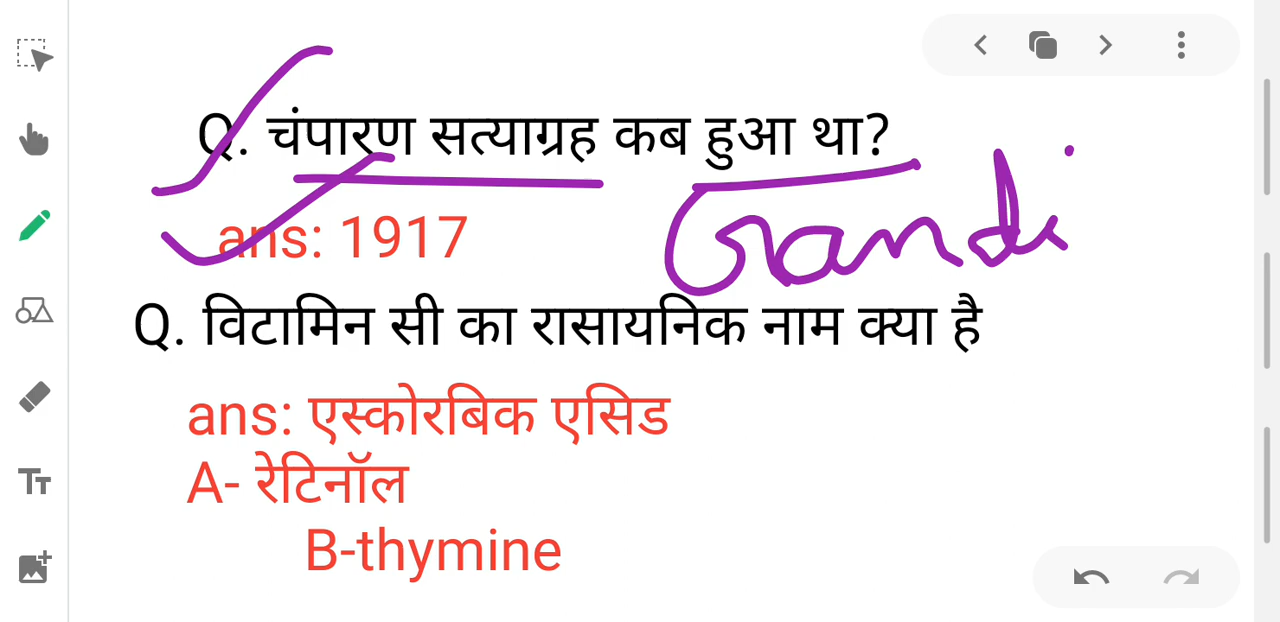 Q. चंपारण सत्याग्रह कब हुआ था?
ans: 1917
Gandi
Q. विटामिन सी का रासायनिक नाम क्या है
ans: एस्कोरबिक एसिड
A- रेटिनॉल
B-thymine